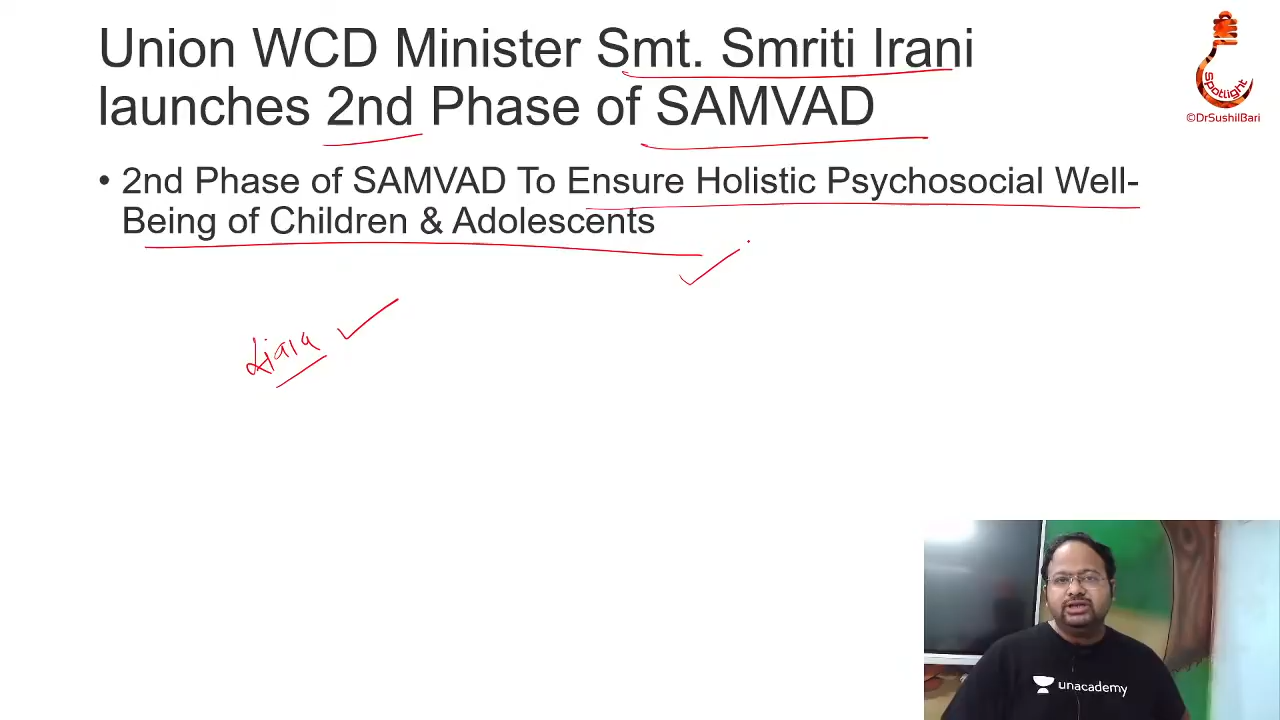 Union WCD Minister Smt. Smriti Irani
launches 2nd Phase of SAMVAD
Spotlight
©DrSushilBari
• 2nd Phase of SAMVAD To Ensure Holistic Psychosocial Well-
Being of Children & Adolescents
संवाद
unacademy